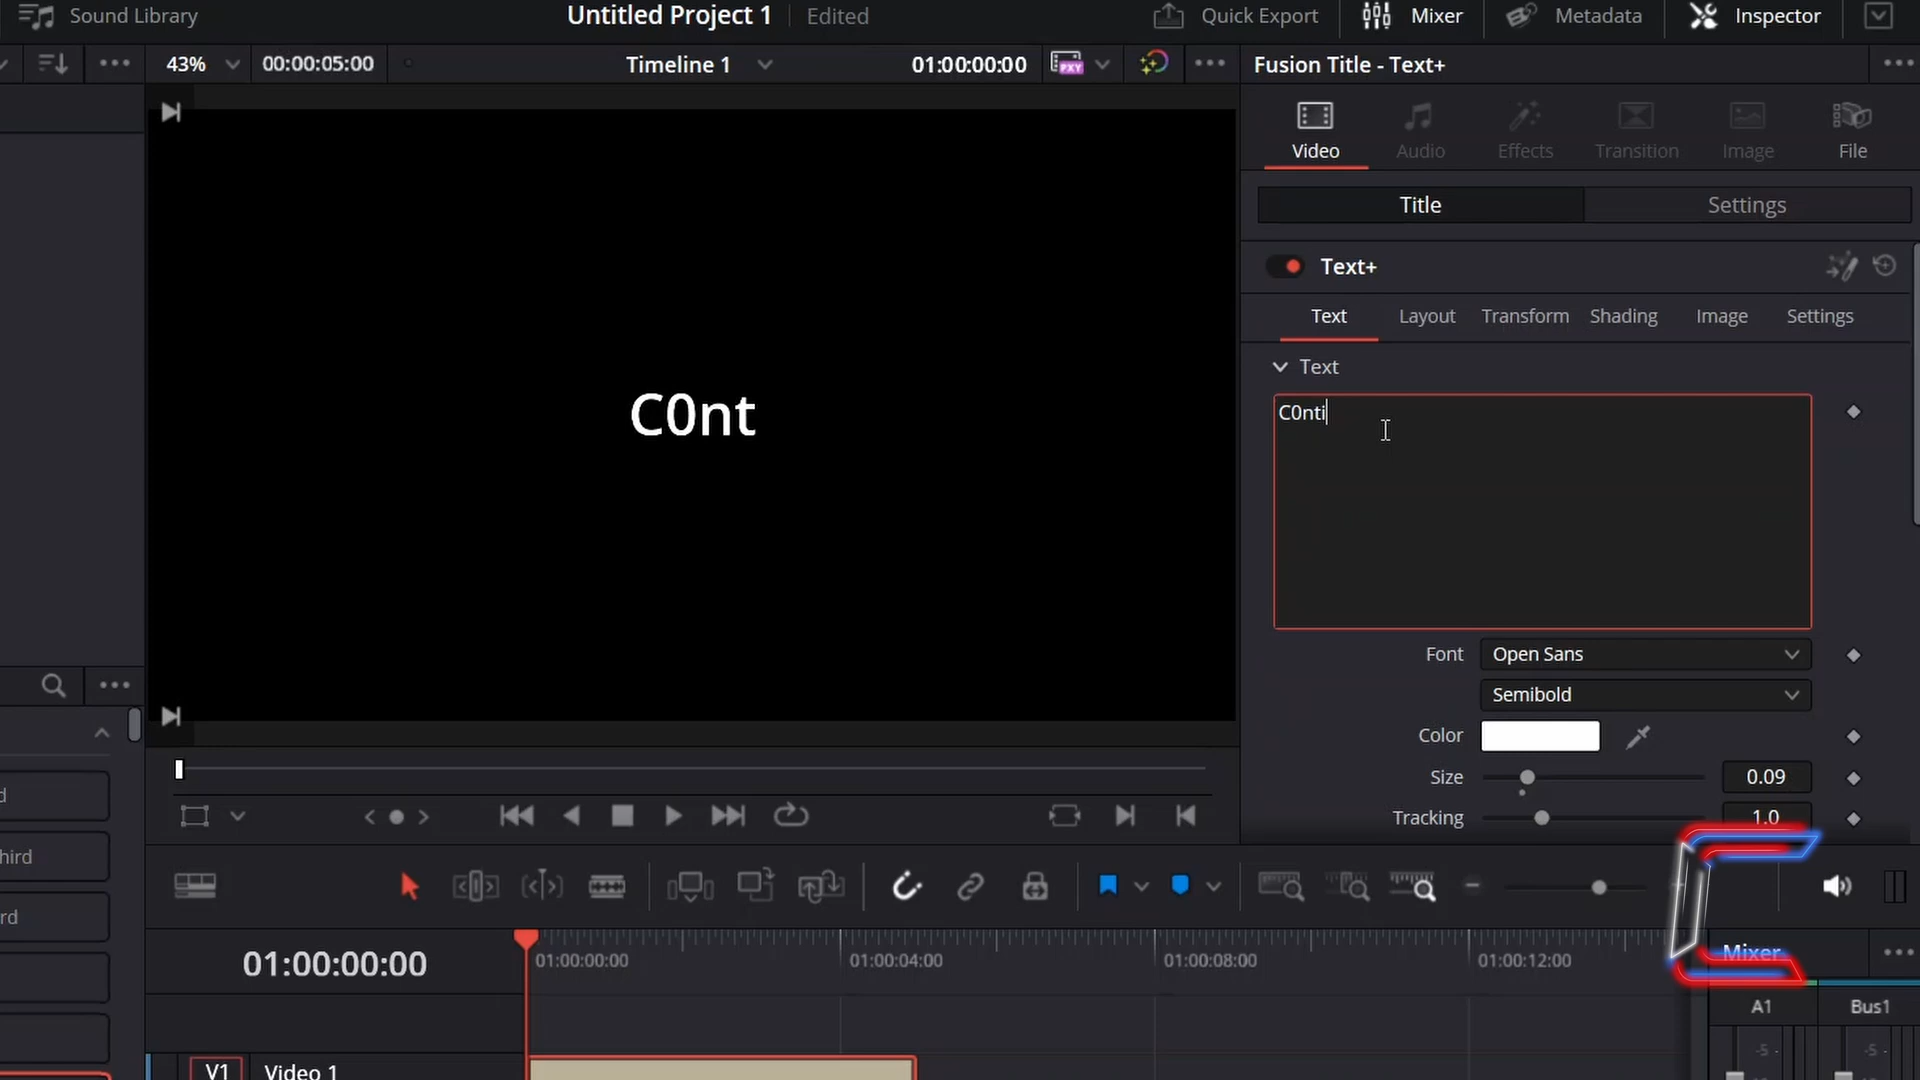 Sound Library
Untitled Project 1
Edited
Quick Export
Mixer
Metadata
Inspector
43%
00:00:05:00
Timeline 1
01:00:00:00
PXY
Fusion Title - Text+
Video
Audio
Effects
Transition
Image
File
Title
Settings
Text+
Text
Layout
Transform
Shading
Image
Settings
Text
C0nt
C0nti
Font
Open Sans
Semibold
Color
Size
0.09
Tracking
1.0
d
hird
rd
01:00:00:00
01:00:00:00
01:00:04:00
01:00:08:00
01:00:12:00
Mixer
A1
Bus1
-5
-5
V1
Video 1